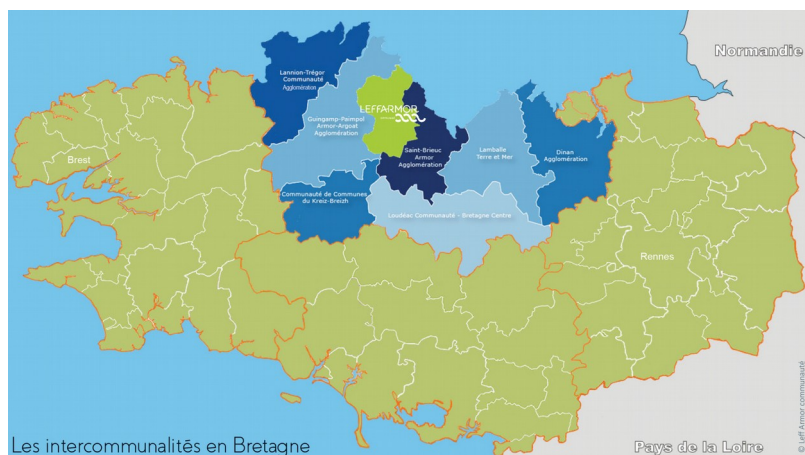 Normandie
Lannion-Trégor
Communauté
Agglomération
Guingamp-Paimpol
Armor-Argoat
Agglomération
LEFFARMOR
Saint-Brieuc
Armor
Agglomération
Lamballe
Terre et Mer
Dinan
Agglomération
Brest
Communauté de Communes
du Kreiz-Breizh
Loudéac Communauté - Bretagne Centre
Rennes
Les intercommunalités en Bretagne
Pays de la Loire
© Leff Armor communauté